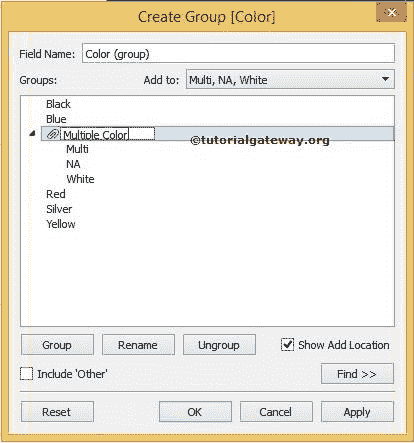 Create Group [Color]
Field Name: Color (group)
Groups: Add to: Multi, NA, White
Black
Blue
Multiple Color
©tutorialgateway.org
Multi
NA
White
Red
Silver
Yellow
Group Rename Ungroup Show Add Location
Include 'Other' Find >>
Reset OK Cancel Apply